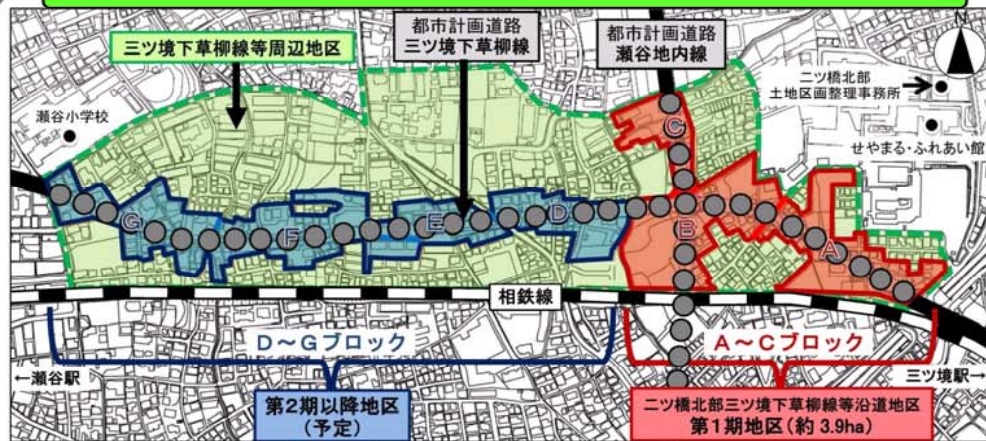 都市計画道路
三ツ境下草柳線
都市計画道路
瀬谷地内線
N
三ツ境下草柳線等周辺地区
二ツ橋北部
土地区画整理事務所
瀬谷小学校
せやまる・ふれあい館
C
G
F
E
D
B
A
相鉄線
D～Gブロック
A～Cブロック
←瀬谷駅
三ツ境駅→
第2期以降地区
(予定)
二ツ橋北部三ツ境下草柳線等沿道地区
第1期地区(約 3.9ha)